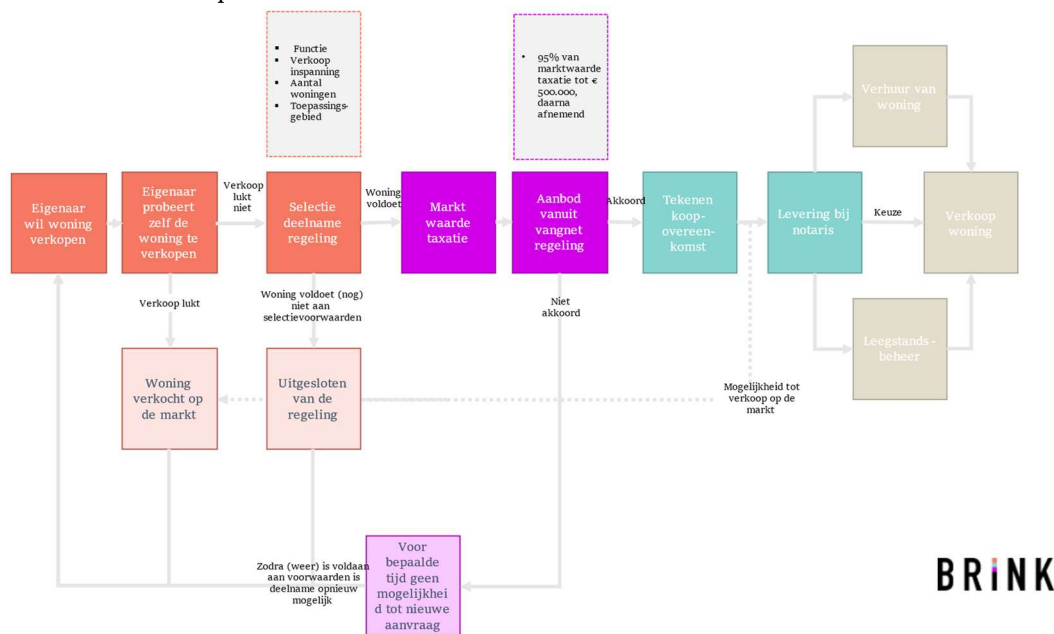 Functie
Verkoop
inspanning
Aantal
woningen
Toepassings-
gebied
95% van
marktwaarde
taxatie tot €
500.000,
daarna
afnemend
Verhuur van
woning
Eigenaar
wil woning
verkopen
Eigenaar
probeert
zelf de
woning te
verkopen
Verkoop
lukt
niet
Selectie
deelname
regeling
Woning
voldoet
Markt
waarde
taxatie
Aanbod
vanuit
vangnet
regeling
Akkoord
Tekenen
koop-
overeen-
komst
Levering bij
notaris
Keuze
Verkoop
woning
Verkoop lukt
Woning voldoet (nog)
niet aan
selectievoorwaarden
Niet
akkoord
Leegstands-
beheer
Woning
verkocht op
de markt
Uitgesloten
van de
regeling
Mogelijkheid tot
verkoop op de
markt
Zodra (weer) is voldaan
aan voorwaarden is
deelname opnieuw
mogelijk
Voor
bepaalde
tijd geen
mogelijkhei
d tot nieuwe
aanvraag
BRiNK